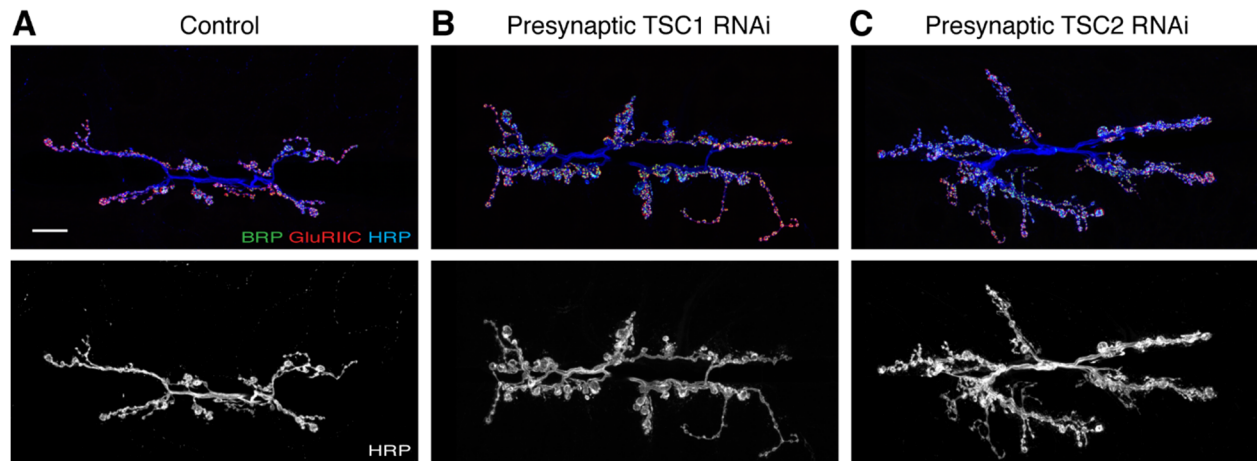 A Control
B Presynaptic TSC1 RNAi
C Presynaptic TSC2 RNAi
BRP GluRIIC HRP
HRP